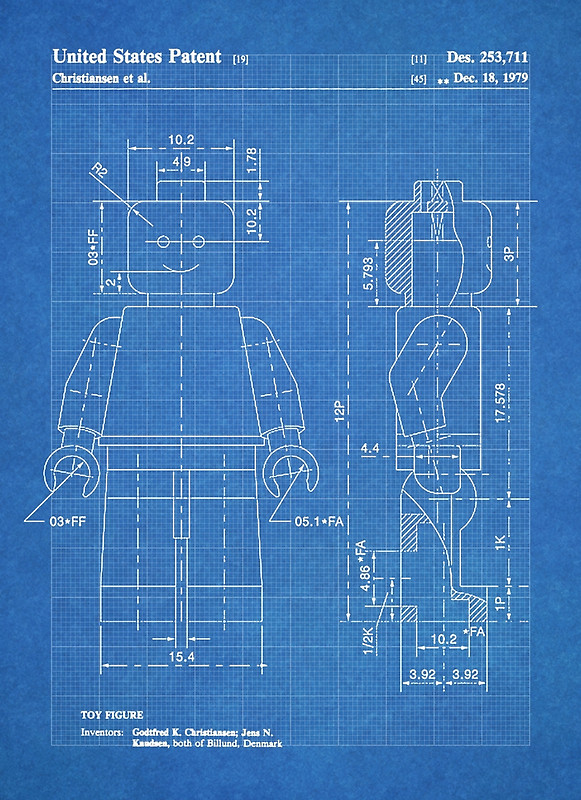 United States Patent [19]
[11] Des. 253,711
Christiansen et al.
[45] ** Dec. 18, 1979
10.2
4.9
1.78
R2
10.2
03*FF
2
5.793
3P
12P
17.578
4.4
03*FF
05.1*FA
4.86*FA
1K
1P
1/2K
*FA
10.2
15.4
3.92
3.92
TOY FIGURE
Inventors: Godtfred K. Christiansen; Jens N.
Knudsen, both of Billund, Denmark